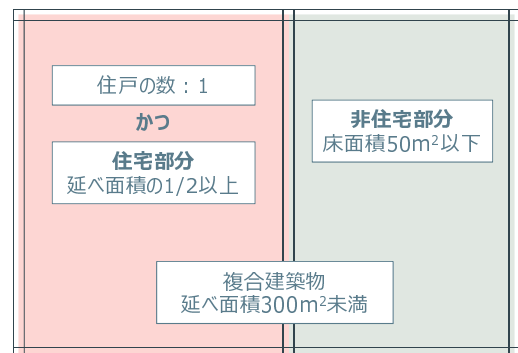 住戸の数：1
かつ
住宅部分
延べ面積の1/2以上
非住宅部分
床面積50m²以下
複合建築物
延べ面積300m²未満